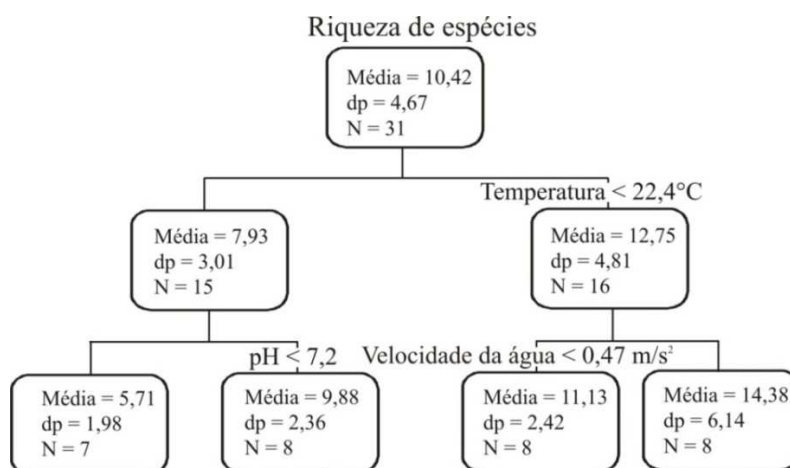 Riqueza de espécies
Média = 10,42
dp = 4,67
N = 31
Temperatura < 22,4°C
Média = 7,93
dp = 3,01
N = 15
Média = 12,75
dp = 4,81
N = 16
pH < 7,2
Velocidade da água < 0,47 m/s²
Média = 5,71
dp = 1,98
N = 7
Média = 9,88
dp = 2,36
N = 8
Média = 11,13
dp = 2,42
N = 8
Média = 14,38
dp = 6,14
N = 8